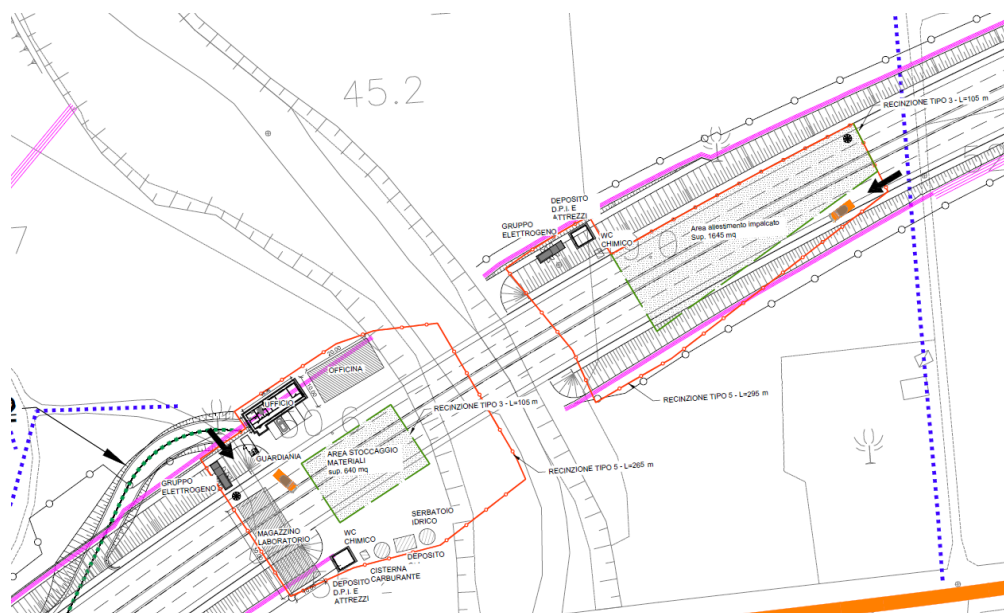 45.2
RECINZIONE TIPO 3 - L=105 m
DEPOSITO
D.P.I. E
ATTREZZI
GRUPPO
ELETTROGENO
WC
CHIMICO
Area allestimento impalcato
Sup. 1645 mq
RECINZIONE TIPO 5 - L=295 m
20,00
OFFICINA
UFFICIO
RECINZIONE TIPO 3 - L=105 m
GUARDIANIA
AREA STOCCAGGIO
MATERIALI
sup. 640 mq
RECINZIONE TIPO 5 - L=265 m
GRUPPO
ELETTROGENO
SERBATOIO
IDRICO
MAGAZZINO
LABORATORIO
WC
CHIMICO
DEPOSITO
CISTERNA
CARBURANTE
DEPOSITO
D.P.I. E
ATTREZZI